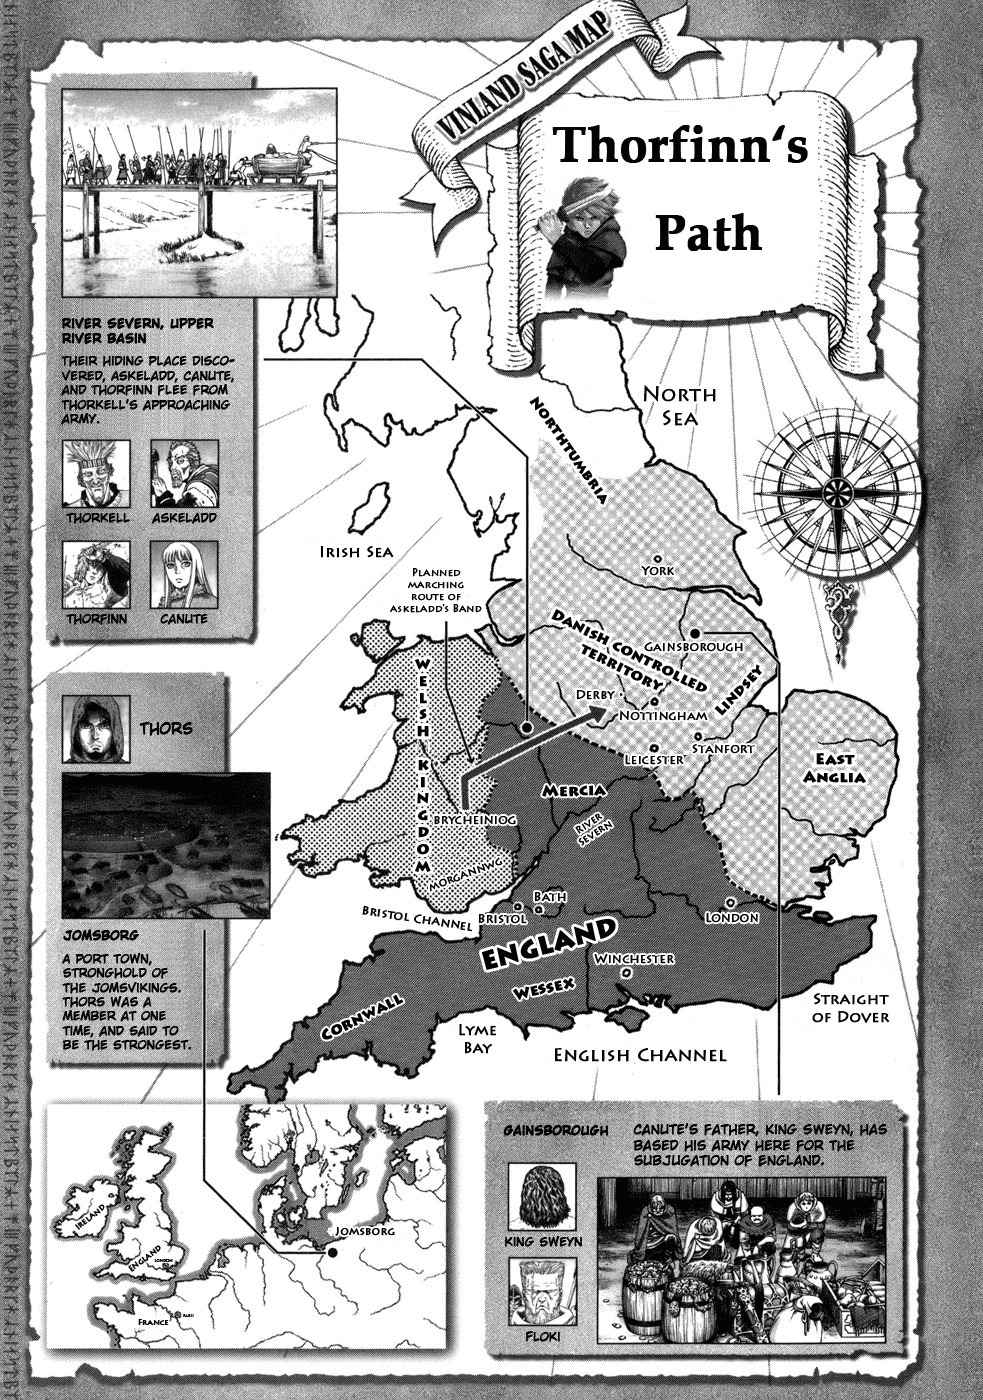 VINLAND SAGA MAP
Thorfinn‘s
Path
RIVER SEVERN, UPPER
RIVER BASIN
THEIR HIDING PLACE DISCO-
VERED, ASKELADD, CANUTE,
AND THORFINN FLEE FROM
THORKELL'S APPROACHING
ARMY.
THORKELL
ASKELADD
THORFINN
CANUTE
NORTH
SEA
NORTHTUMBRIA
IRISH SEA
YORK
PLANNED
MARCHING
ROUTE OF
ASKELADD'S BAND
DANISH CONTROLLED
TERRITORY
GAINSBOROUGH
LINDSEY
WELSH KINGDOM
DERBY
NOTTINGHAM
STANFORT
LEICESTER
EAST
ANGLIA
MERCIA
RIVER
SEVERN
BRYCHEINIOG
MORGANNWG
BRISTOL CHANNEL
BRISTOL
BATH
LONDON
ENGLAND
WINCHESTER
WESSEX
CORNWALL
LYME
BAY
ENGLISH CHANNEL
STRAIGHT
OF DOVER
THORS
JOMSBORG
A PORT TOWN,
STRONGHOLD OF
THE JOMSVIKINGS.
THORS WAS A
MEMBER AT ONE
TIME, AND SAID TO
BE THE STRONGEST.
IRELAND
ENGLAND
LONDON
FRANCE
PARIS
JOMSBORG
GAINSBOROUGH
CANUTE'S FATHER, KING SWEYN, HAS
BASED HIS ARMY HERE FOR THE
SUBJUGATION OF ENGLAND.
KING SWEYN
FLOKI